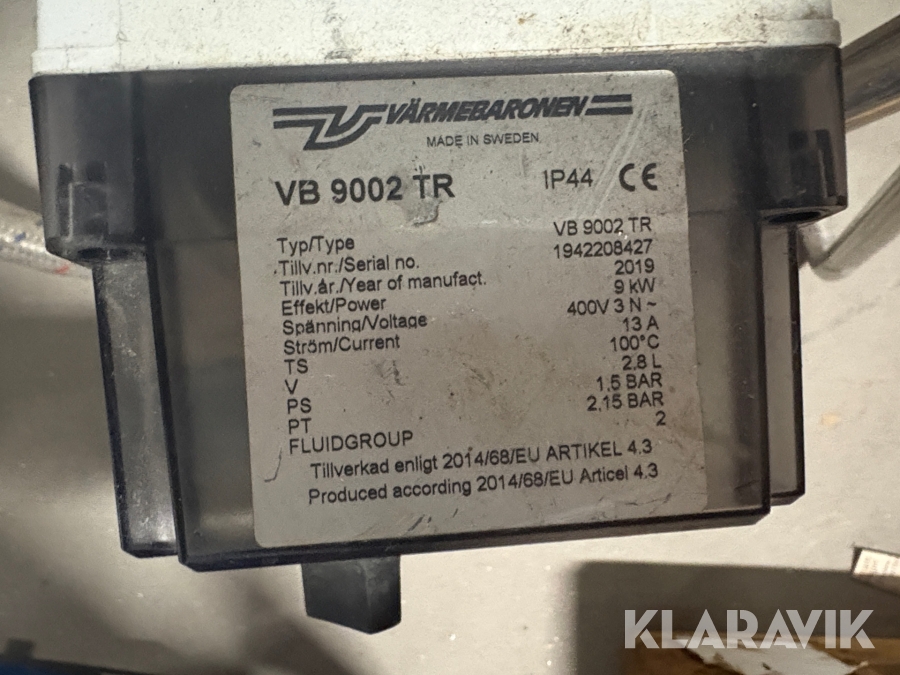 VÄRMEBARONEN
MADE IN SWEDEN
VB 9002 TR IP44 CE
Typ/Type VB 9002 TR
Tillv.nr./Serial no. 1942208427
Tillv.år./Year of manufact. 2019
Effekt/Power 9 kW
Spänning/Voltage 400V 3 N ~
Ström/Current 13 A
TS 100°C
V 2,8 L
PS 1,5 BAR
PT 2,15 BAR
FLUIDGROUP 2
Tillverkad enligt 2014/68/EU ARTIKEL 4.3
Produced according 2014/68/EU Articel 4.3
KLARAVIK